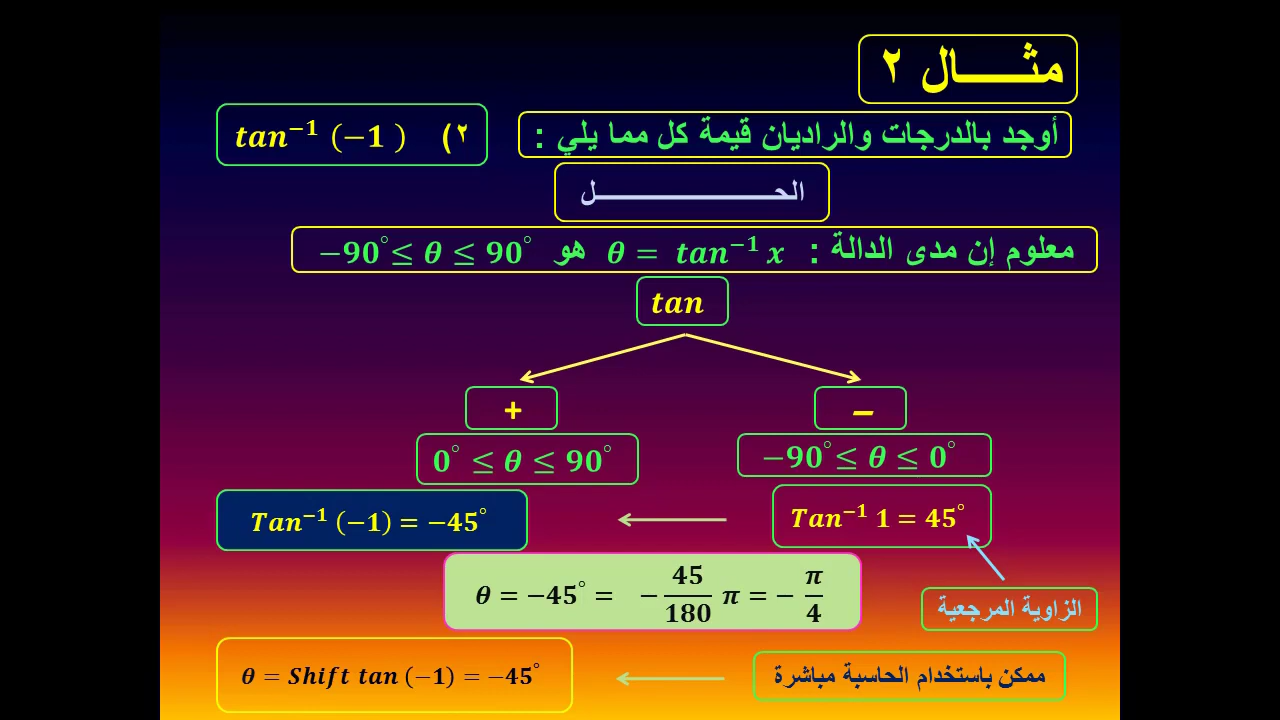 مثال ٢
أوجد بالدرجات والراديان قيمة كل مما يلي : ٢) tan⁻¹ (−1 )
الحل
معلوم إن مدى الدالة : θ = tan⁻¹ x هو −90° ≤ θ ≤ 90°
tan
+ −
0° ≤ θ ≤ 90° −90° ≤ θ ≤ 0°
Tan⁻¹ (−1) = −45° Tan⁻¹ 1 = 45°
θ = −45° = − 45/180 π = − π/4
الزاوية المرجعية
ممكن باستخدام الحاسبة مباشرة θ = Shift tan (−1) = −45°